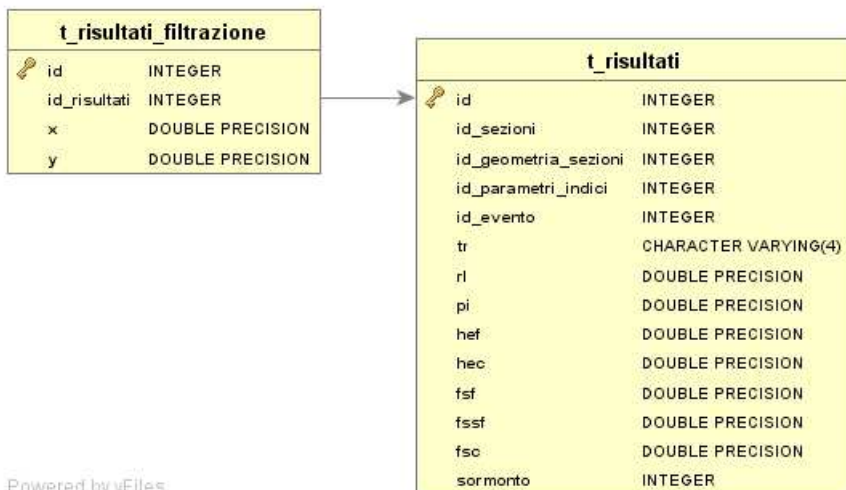 t_risultati_filtrazione
id INTEGER
id_risultati INTEGER
x DOUBLE PRECISION
y DOUBLE PRECISION
t_risultati
id INTEGER
id_sezioni INTEGER
id_geometria_sezioni INTEGER
id_parametri_indici INTEGER
id_evento INTEGER
tr CHARACTER VARYING(4)
rl DOUBLE PRECISION
pi DOUBLE PRECISION
hef DOUBLE PRECISION
hec DOUBLE PRECISION
fsf DOUBLE PRECISION
fssf DOUBLE PRECISION
fsc DOUBLE PRECISION
sormonto INTEGER
Powered by yFiles